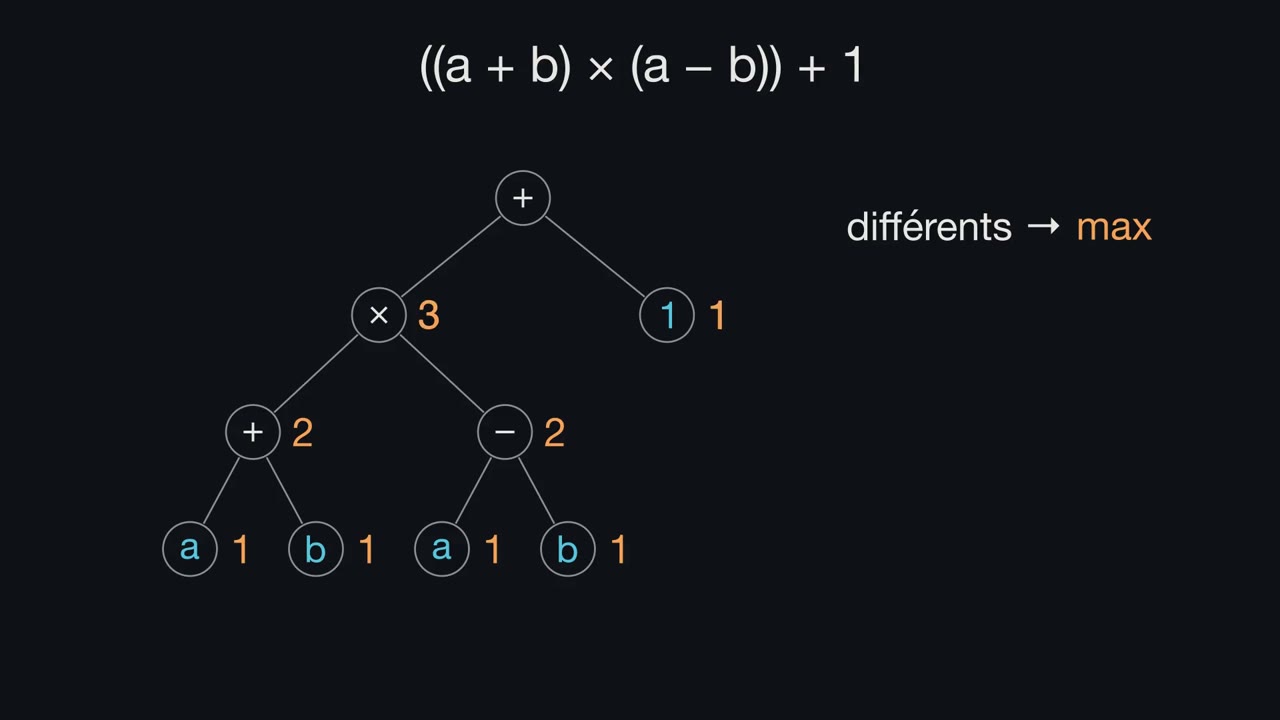 ((a + b) × (a − b)) + 1
+
différents → max
× 3
1 1
+ 2
− 2
a 1
b 1
a 1
b 1